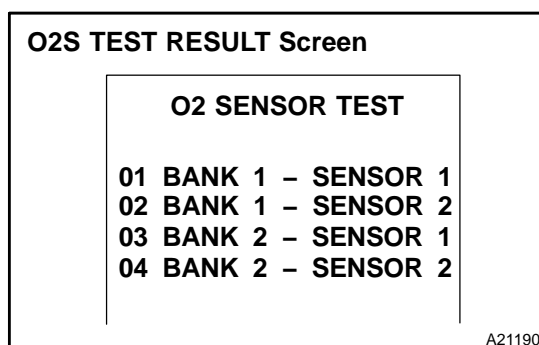 O2S TEST RESULT Screen
O2 SENSOR TEST
01 BANK 1 – SENSOR 1
02 BANK 1 – SENSOR 2
03 BANK 2 – SENSOR 1
04 BANK 2 – SENSOR 2
A21190